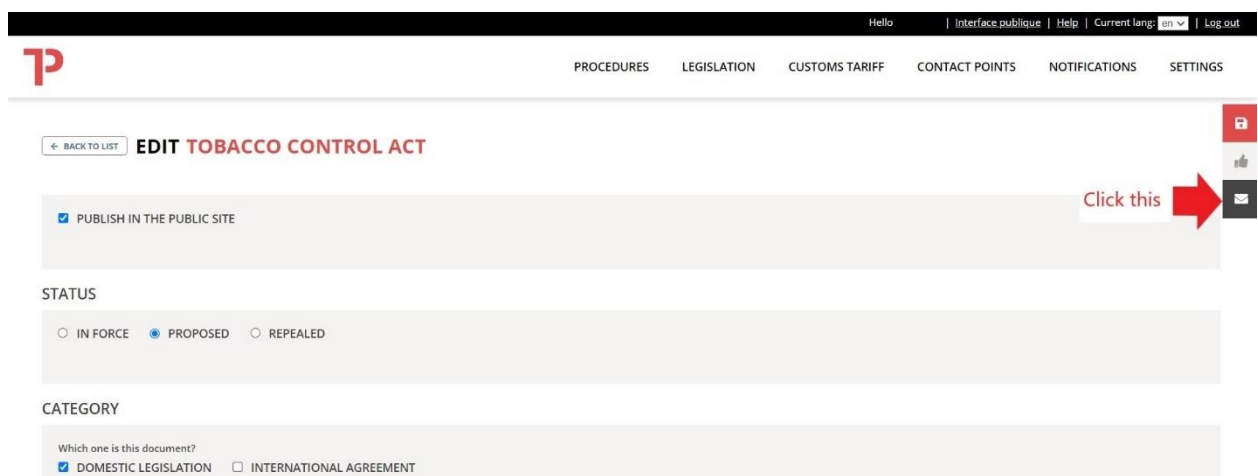 Hello | Interface publique | Help | Current lang: en | Log out
TP
PROCEDURES LEGISLATION CUSTOMS TARIFF CONTACT POINTS NOTIFICATIONS SETTINGS
← BACK TO LIST EDIT TOBACCO CONTROL ACT
Click this
PUBLISH IN THE PUBLIC SITE
STATUS
IN FORCE PROPOSED REPEALED
CATEGORY
Which one is this document?
DOMESTIC LEGISLATION INTERNATIONAL AGREEMENT